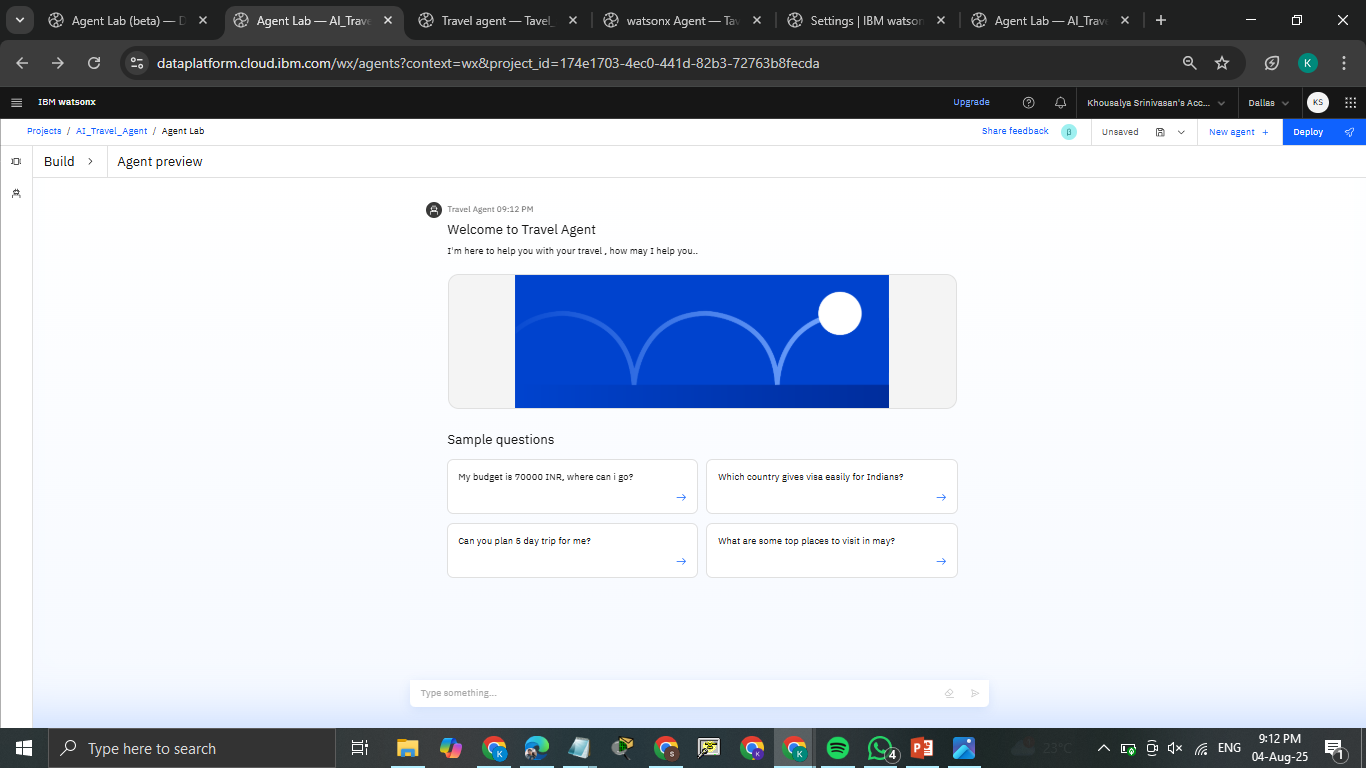 Agent Lab (beta) — D
Agent Lab — AI_Trave
Travel agent — Tavel_
watsonx Agent — Tav
Settings | IBM watson
Agent Lab — AI_Trave
dataplatform.cloud.ibm.com/wx/agents?context=wx&project_id=174e1703-4ec0-441d-82b3-72763b8fecda
K
IBM watsonx
Upgrade
Khousalya Srinivasan's Acc...
Dallas
KS
Projects / AI_Travel_Agent / Agent Lab
Share feedback
β
Unsaved
New agent +
Deploy
Build
Agent preview
Travel Agent 09:12 PM
Welcome to Travel Agent
I'm here to help you with your travel , how may I help you..
Sample questions
My budget is 70000 INR, where can i go?
Which country gives visa easily for Indians?
Can you plan 5 day trip for me?
What are some top places to visit in may?
Type something...
Type here to search
K
S
K
K
4
23°C
ENG
9:12 PM
04-Aug-25
1